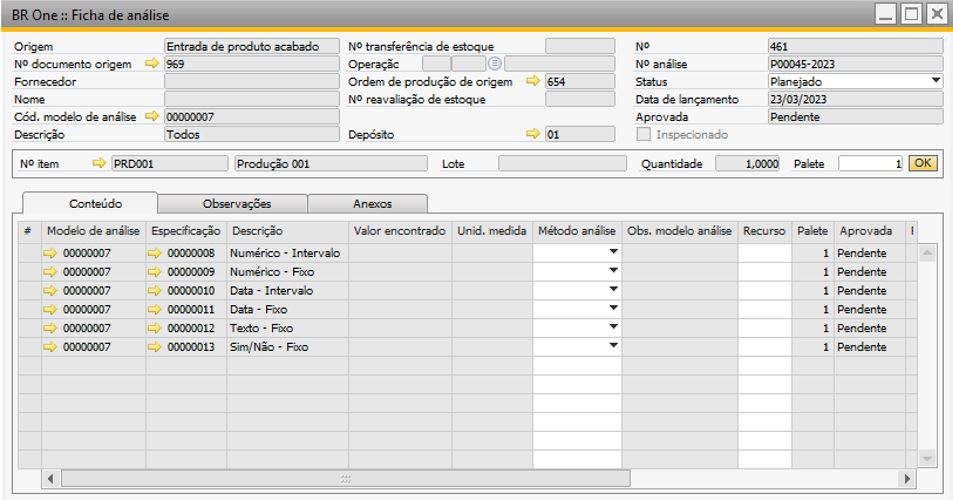 BR One :: Ficha de análise
Origem Entrada de produto acabado Nº transferência de estoque Nº 461
Nº documento origem 969 Operação Nº análise P00045-2023
Fornecedor Ordem de produção de origem 654 Status Planejado
Nome Nº reavaliação de estoque Data de lançamento 23/03/2023
Cód. modelo de análise 00000007 Aprovada Pendente
Descrição Todos Depósito 01 Inspecionado
Nº item PRD001 Produção 001 Lote Quantidade 1,0000 Palete 1 OK
Conteúdo Observações Anexos
# Modelo de análise Especificação Descrição Valor encontrado Unid. medida Método análise Obs. modelo análise Recurso Palete Aprovada
00000007 00000008 Numérico - Intervalo 1 Pendente
00000007 00000009 Numérico - Fixo 1 Pendente
00000007 00000010 Data - Intervalo 1 Pendente
00000007 00000011 Data - Fixo 1 Pendente
00000007 00000012 Texto - Fixo 1 Pendente
00000007 00000013 Sim/Não - Fixo 1 Pendente